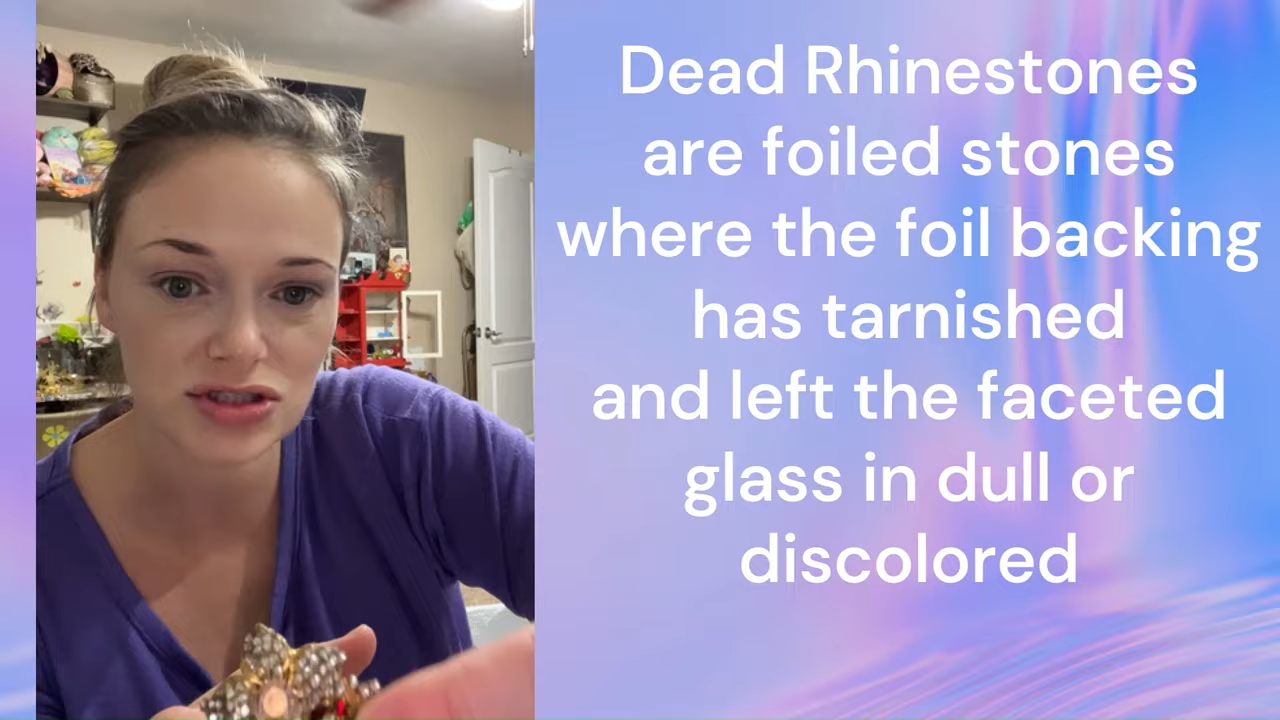 Dead Rhinestones
are foiled stones
where the foil backing
has tarnished
and left the faceted
glass in dull or
discolored